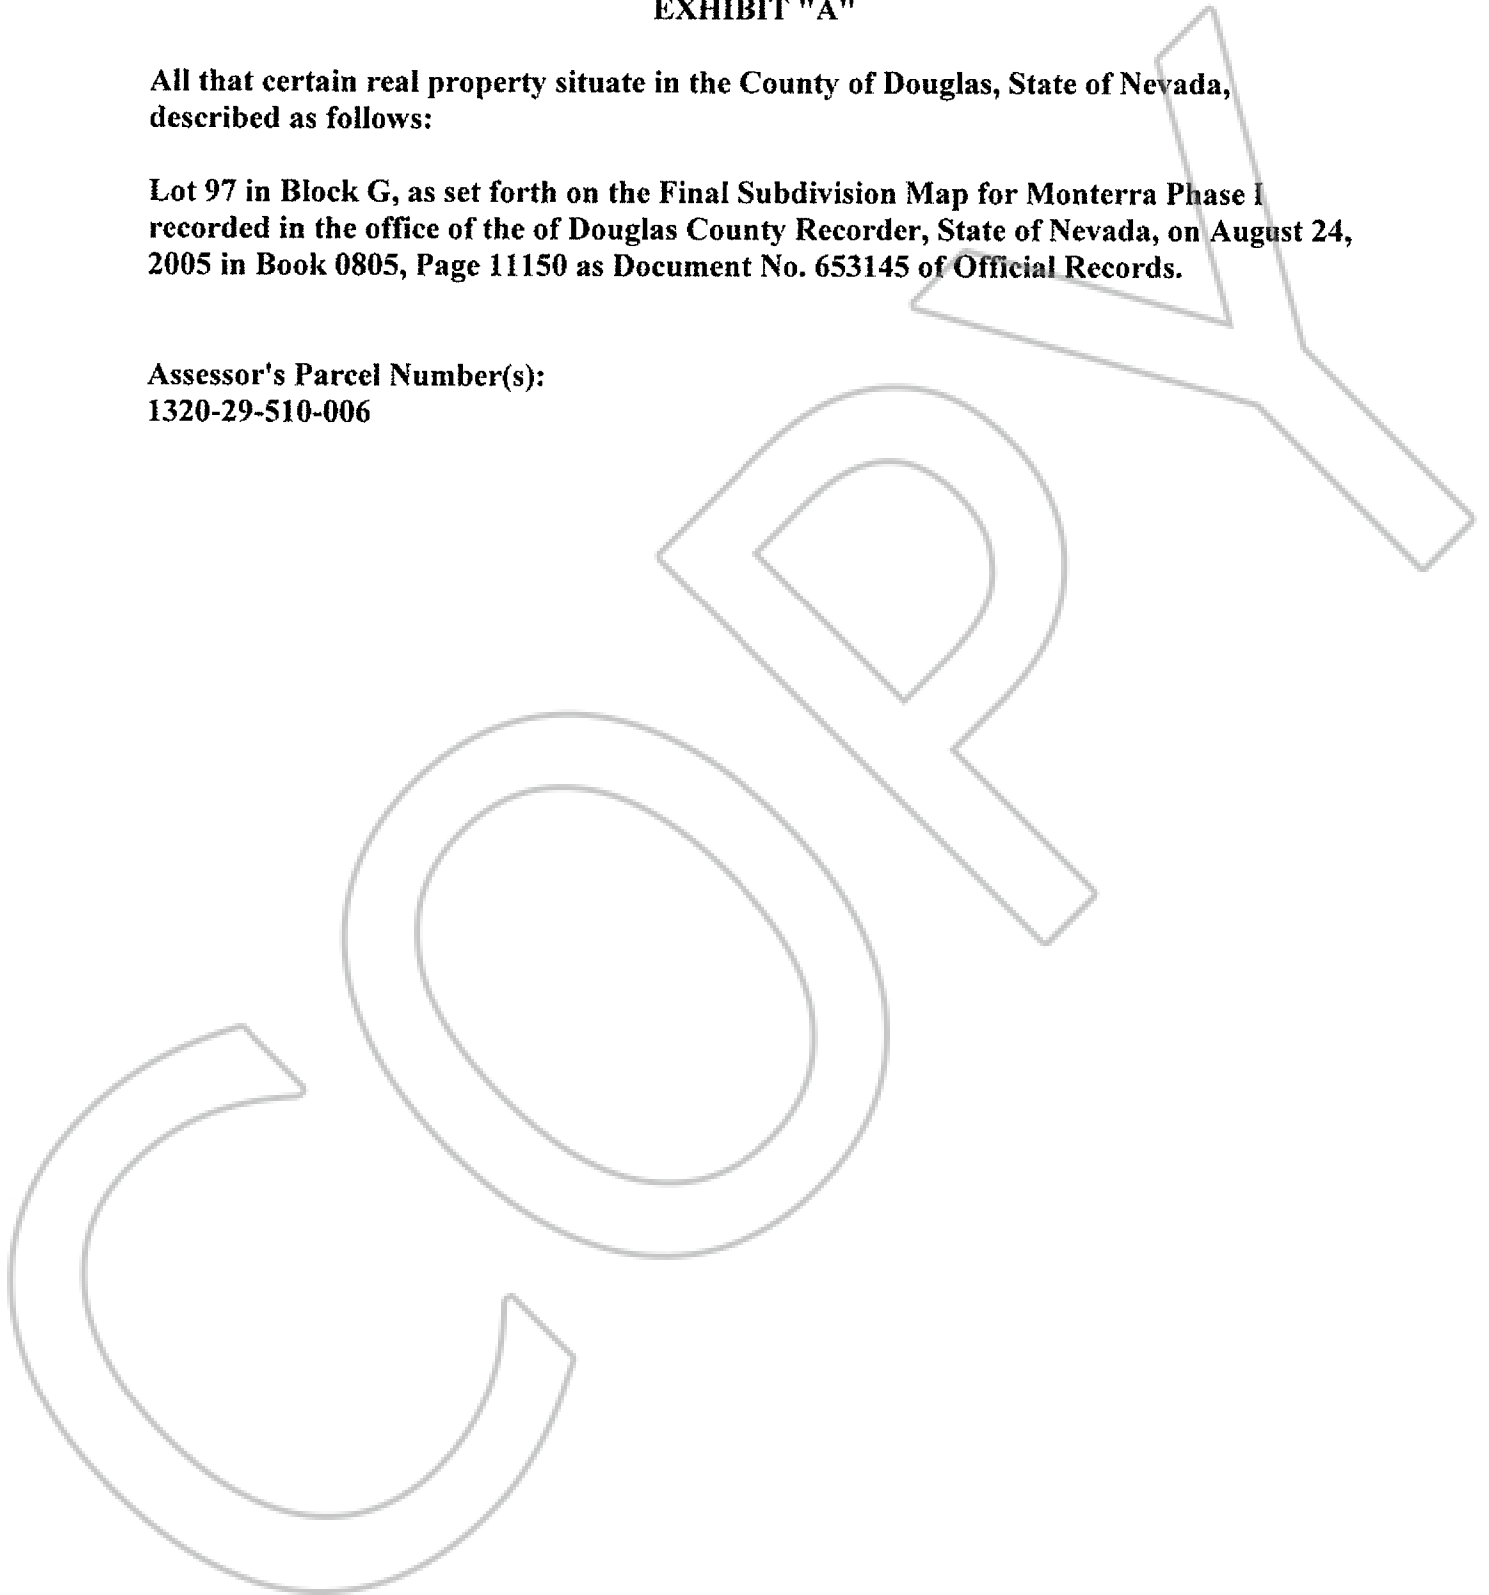 EXHIBIT "A"
All that certain real property situate in the County of Douglas, State of Nevada,
described as follows:
Lot 97 in Block G, as set forth on the Final Subdivision Map for Monterra Phase I
recorded in the office of the of Douglas County Recorder, State of Nevada, on August 24,
2005 in Book 0805, Page 11150 as Document No. 653145 of Official Records.
Assessor's Parcel Number(s):
1320-29-510-006
COPY